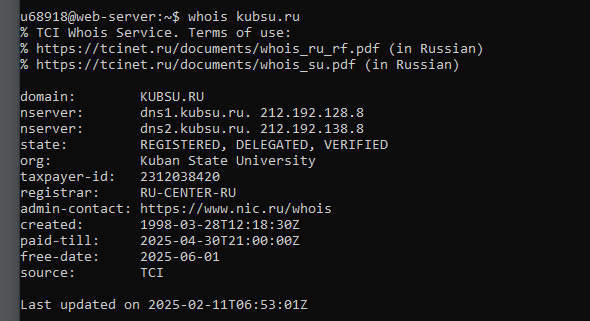 u68918@web-server:~$ whois kubsu.ru
% TCI Whois Service. Terms of use:
% https://tcinet.ru/documents/whois_ru_rf.pdf (in Russian)
% https://tcinet.ru/documents/whois_su.pdf (in Russian)

domain:        KUBSU.RU
nserver:       dns1.kubsu.ru. 212.192.128.8
nserver:       dns2.kubsu.ru. 212.192.138.8
state:         REGISTERED, DELEGATED, VERIFIED
org:           Kuban State University
taxpayer-id:   2312038420
registrar:     RU-CENTER-RU
admin-contact: https://www.nic.ru/whois
created:       1998-03-28T12:18:30Z
paid-till:     2025-04-30T21:00:00Z
free-date:     2025-06-01
source:        TCI

Last updated on 2025-02-11T06:53:01Z